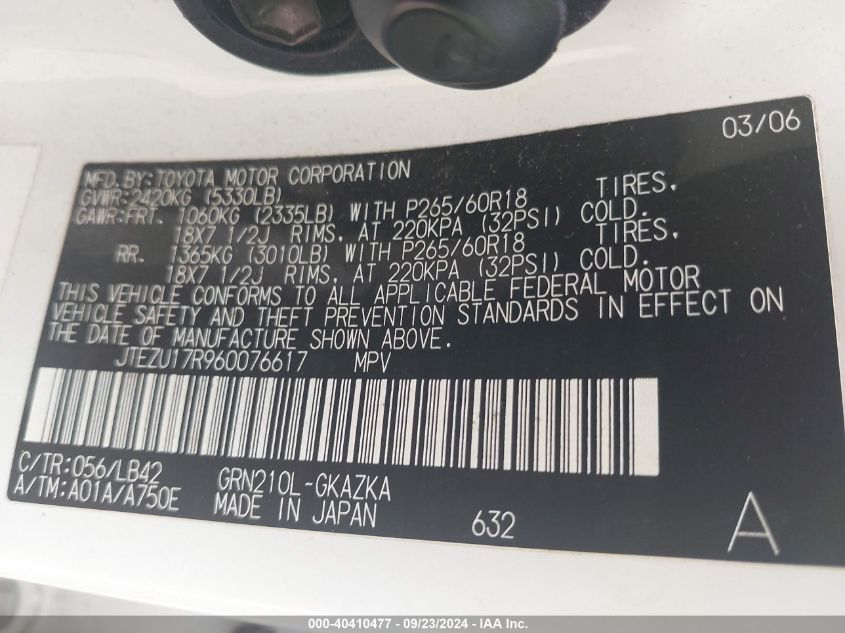 03/06
MFD. BY: TOYOTA MOTOR CORPORATION
GVWR: 2420KG (5330LB)
GAWR: FRT. 1060KG (2335LB) WITH P265/60R18 TIRES,
18X7 1/2J RIMS, AT 220KPA (32PSI) COLD.
RR. 1365KG (3010LB) WITH P265/60R18 TIRES,
18X7 1/2J RIMS, AT 220KPA (32PSI) COLD.
THIS VEHICLE CONFORMS TO ALL APPLICABLE FEDERAL MOTOR
VEHICLE SAFETY AND THEFT PREVENTION STANDARDS IN EFFECT ON
THE DATE OF MANUFACTURE SHOWN ABOVE.
JTEZU17R960076617 MPV
C/TR: 056/LB42 GRN210L-GKAZKA
A/TM: A01A/A750E MADE IN JAPAN 632 A
000-40410477 - 09/23/2024 - IAA Inc.